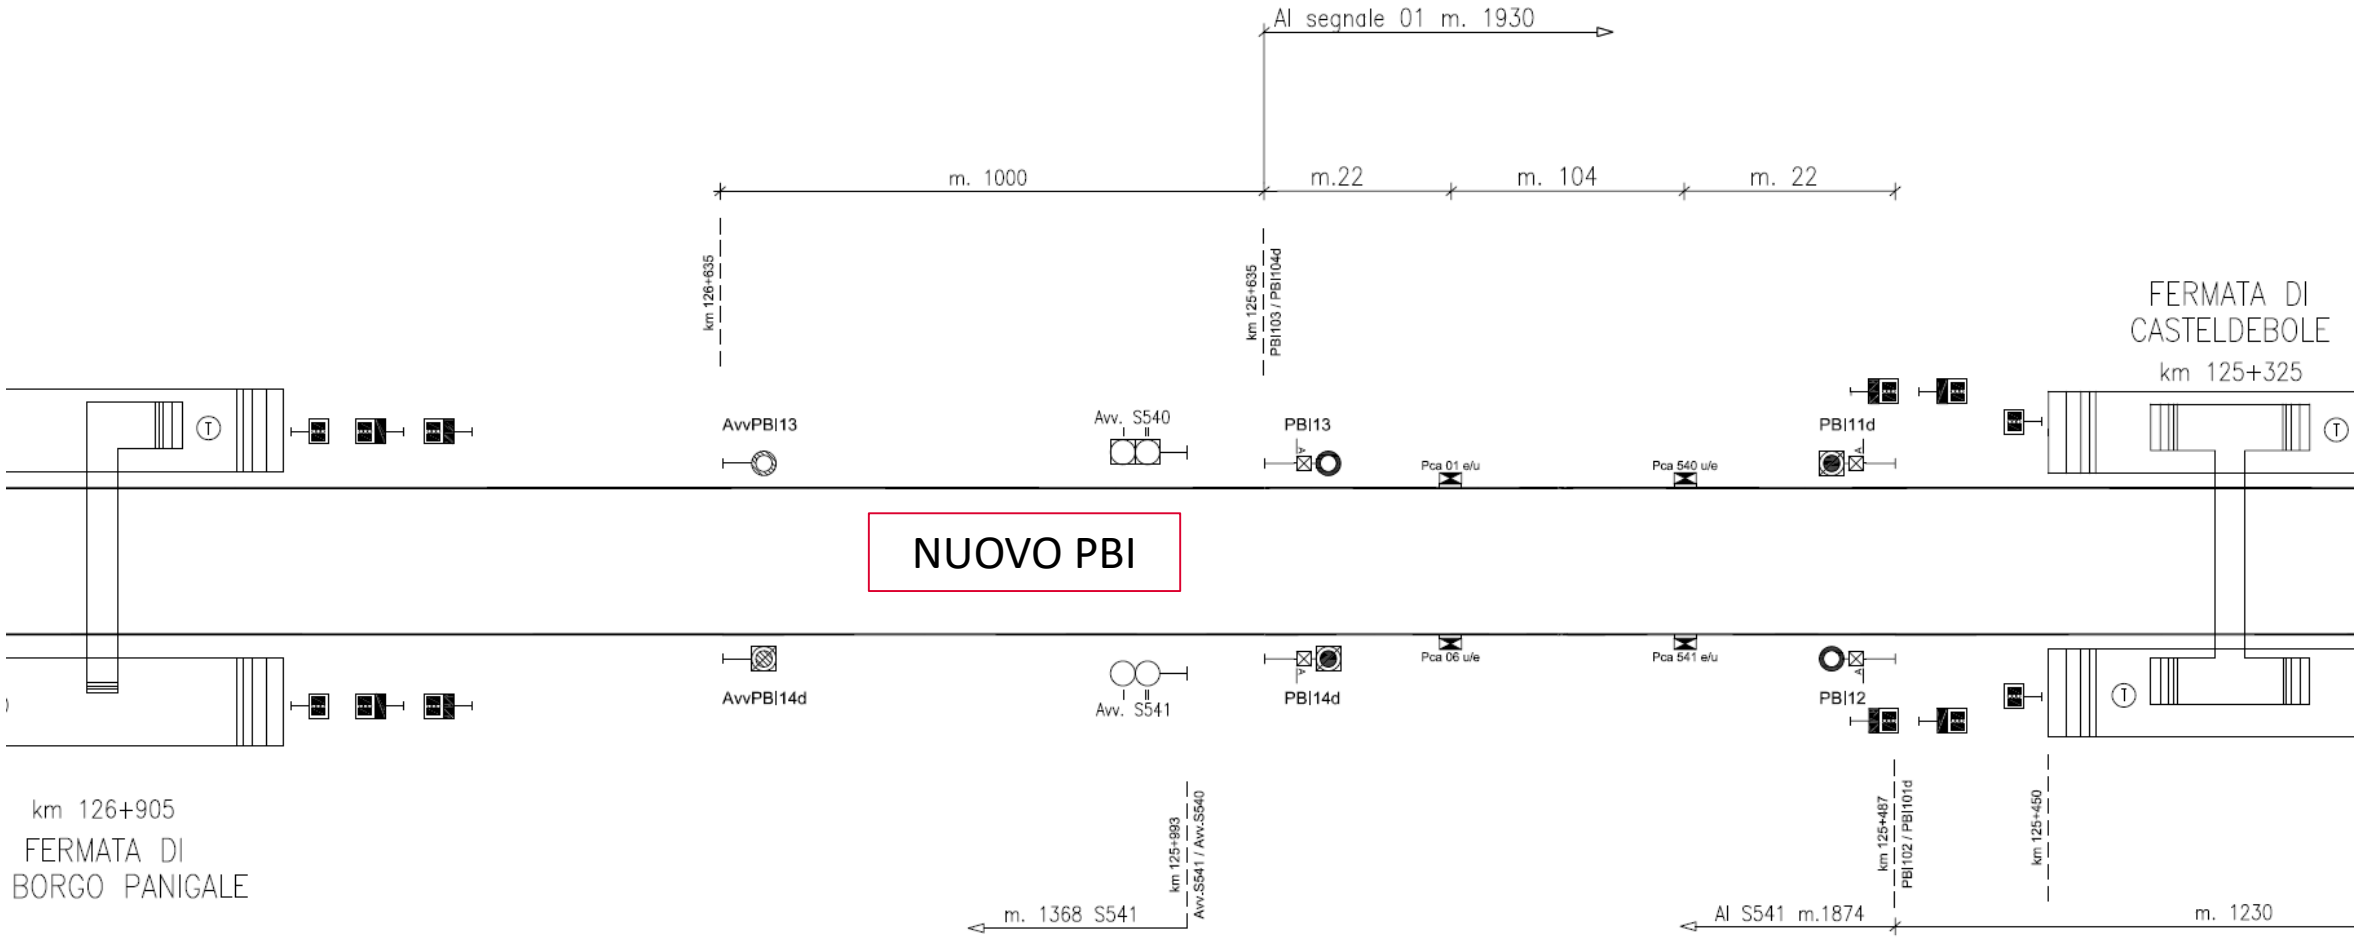 Al segnale 01 m. 1930
m. 1000
m.22
m. 104
m. 22
km 126+635
km 125+635
PBI103 / PBI104d
FERMATA DI
CASTELDEBOLE
km 125+325
AvvPBI13
Avv. S540
PBI13
PBI11d
T
T
A
A
Pca 01 e/u
Pca 540 u/e
NUOVO PBI
Pca 06 u/e
Pca 541 e/u
A
A
AvvPBI14d
Avv. S541
PBI14d
PBI12
T
km 126+905
FERMATA DI
BORGO PANIGALE
km 125+993
Avv.S541 / Avv.S540
km 125+487
PBI102 / PBI101d
km 125+450
m. 1368 S541
Al S541 m.1874
m. 1230